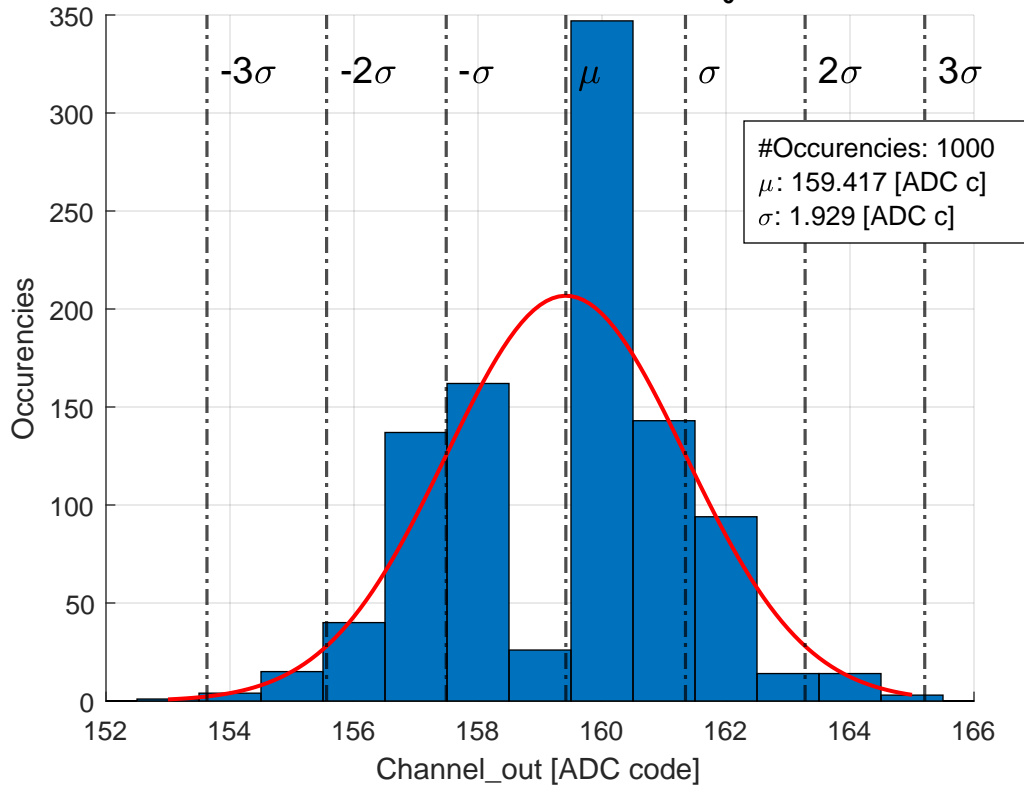 350
300
250
200
150
100
50
0
-3σ
-2σ
-σ
μ
σ
2σ
3σ
#Occurencies: 1000
μ: 159.417 [ADC c]
σ: 1.929 [ADC c]
Occurencies
152
154
156
158
160
162
164
166
Channel_out [ADC code]